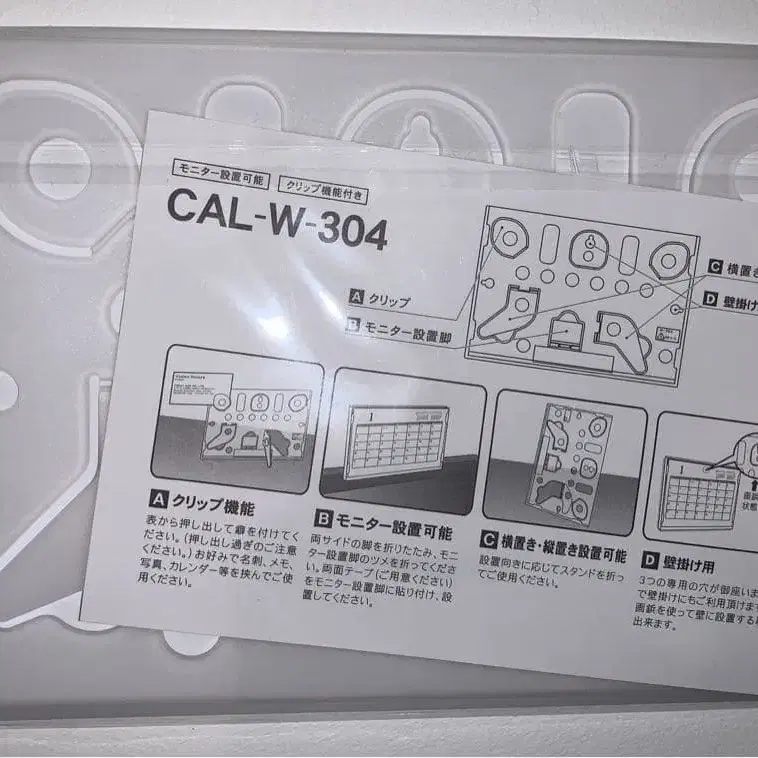 モニター設置可能 クリップ機能付き
CAL-W-304
A クリップ
B モニター設置脚
C 横置き
D 壁掛け
A クリップ機能
表から押し出して癖を付けてく
ださい。(押し出し過ぎのご注意
ください。)お好みで名刺、メモ、
写真、カレンダー等を挟んでご使
用ください。
B モニター設置可能
両サイドの脚を折りたたみ、モニ
ター設置脚のツメを折ってくださ
い。両面テープ(ご用意ください)
をモニター設置脚に貼り付け、設
置してください。
C 横置き・縦置き設置可能
設置向きに応じてスタンドを折っ
てご使用ください。
1
画鋲
状態
D 壁掛け用
3つの専用の穴が御座いま
で壁掛けにもご利用頂けま
画鋲を使って壁に設置する
出来ます。